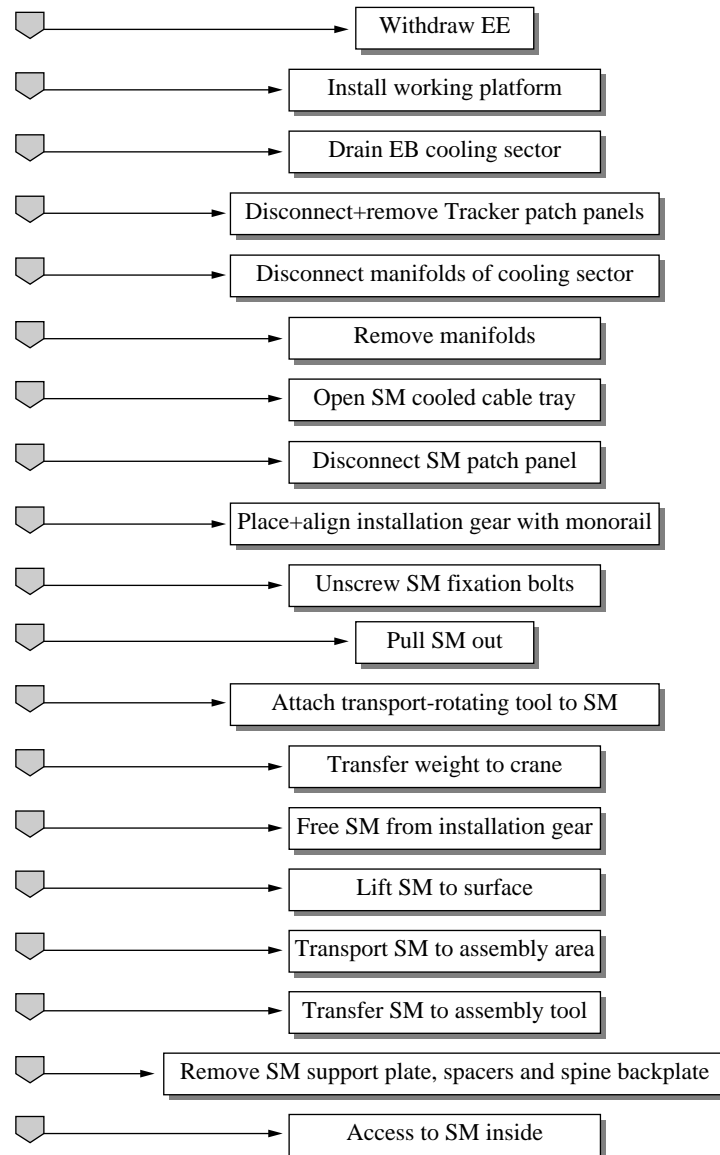 Withdraw EE
Install working platform
Drain EB cooling sector
Disconnect+remove Tracker patch panels
Disconnect manifolds of cooling sector
Remove manifolds
Open SM cooled cable tray
Disconnect SM patch panel
Place+align installation gear with monorail
Unscrew SM fixation bolts
Pull SM out
Attach transport-rotating tool to SM
Transfer weight to crane
Free SM from installation gear
Lift SM to surface
Transport SM to assembly area
Transfer SM to assembly tool
Remove SM support plate, spacers and spine backplate
Access to SM inside